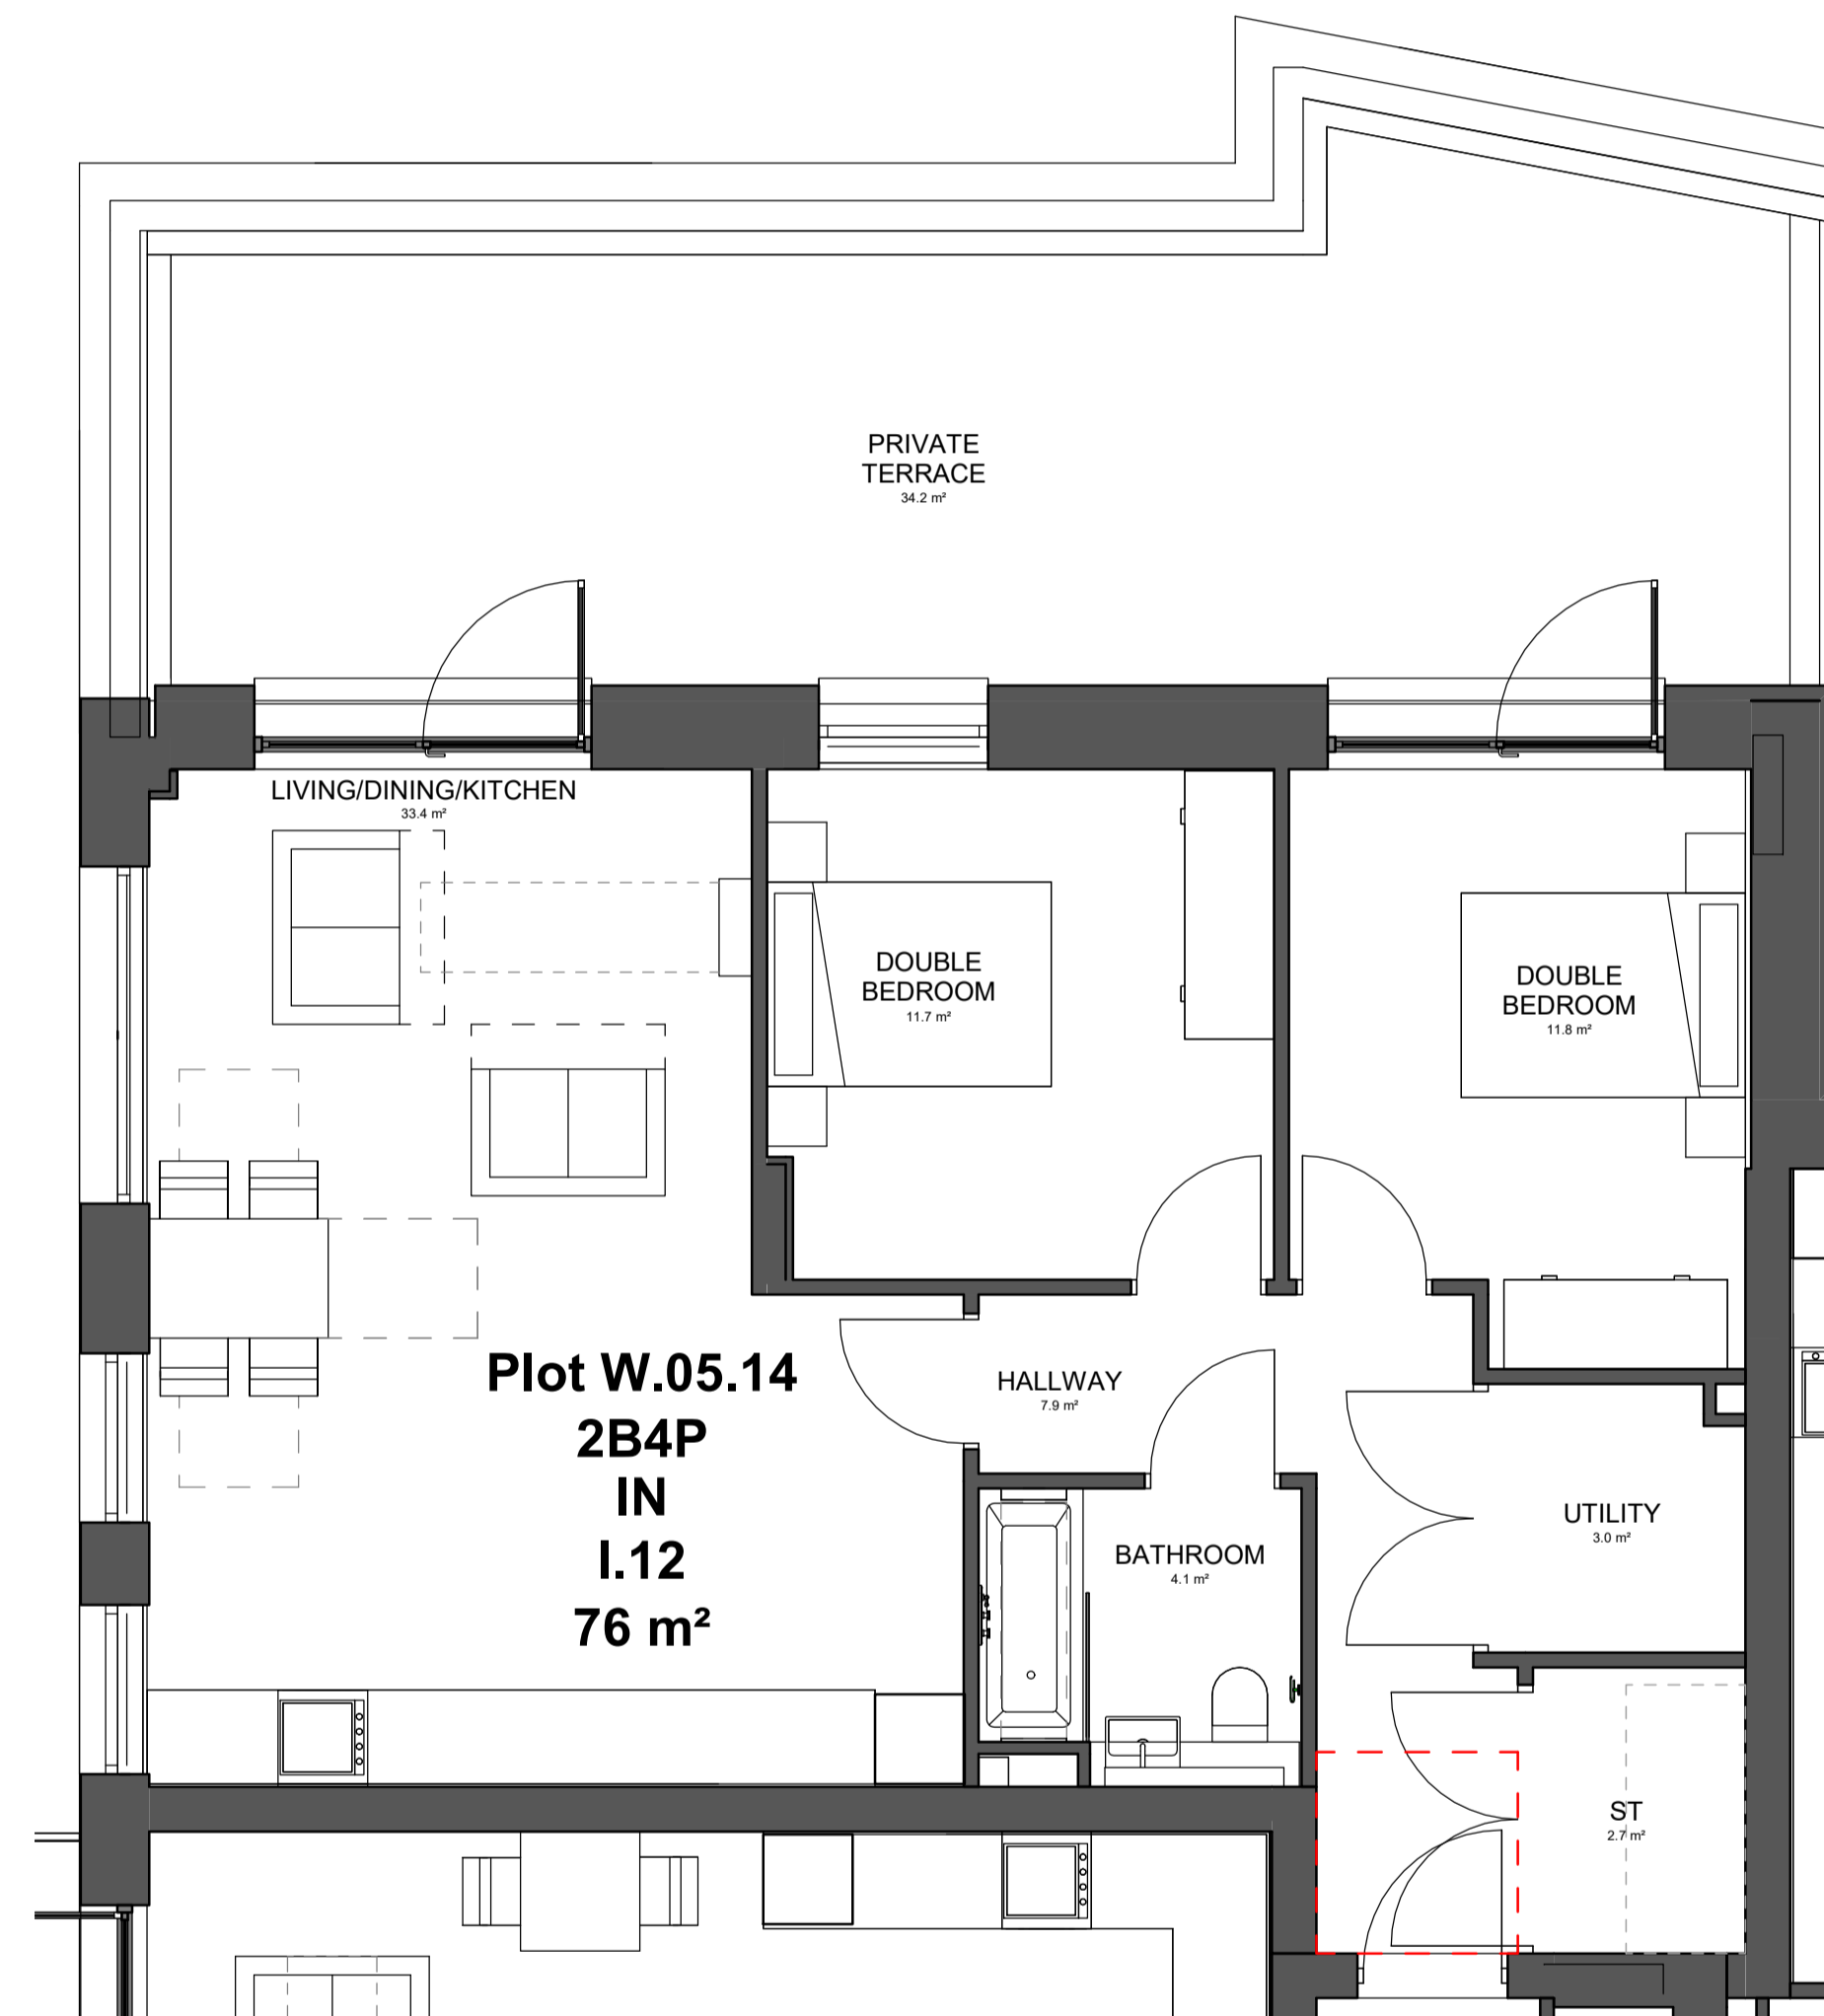 PRIVATE
TERRACE
34.2 m²
LIVING/DINING/KITCHEN
33.4 m²
DOUBLE
BEDROOM
11.7 m²
DOUBLE
BEDROOM
11.8 m²
Plot W.05.14
2B4P
IN
I.12
76 m²
HALLWAY
7.9 m²
BATHROOM
4.1 m²
UTILITY
3.0 m²
ST
2.7 m²